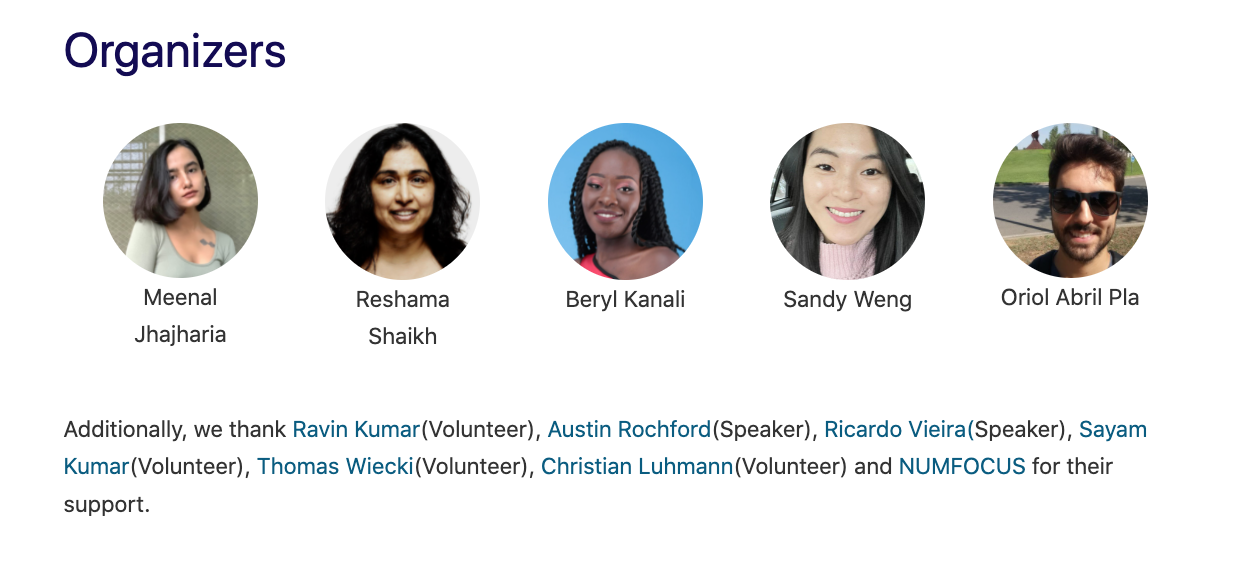 Organizers
Meenal
Jhajharia
Reshama
Shaikh
Beryl Kanali
Sandy Weng
Oriol Abril Pla
Additionally, we thank Ravin Kumar(Volunteer), Austin Rochford(Speaker), Ricardo Vieira(Speaker), Sayam
Kumar(Volunteer), Thomas Wiecki(Volunteer), Christian Luhmann(Volunteer) and NUMFOCUS for their
support.